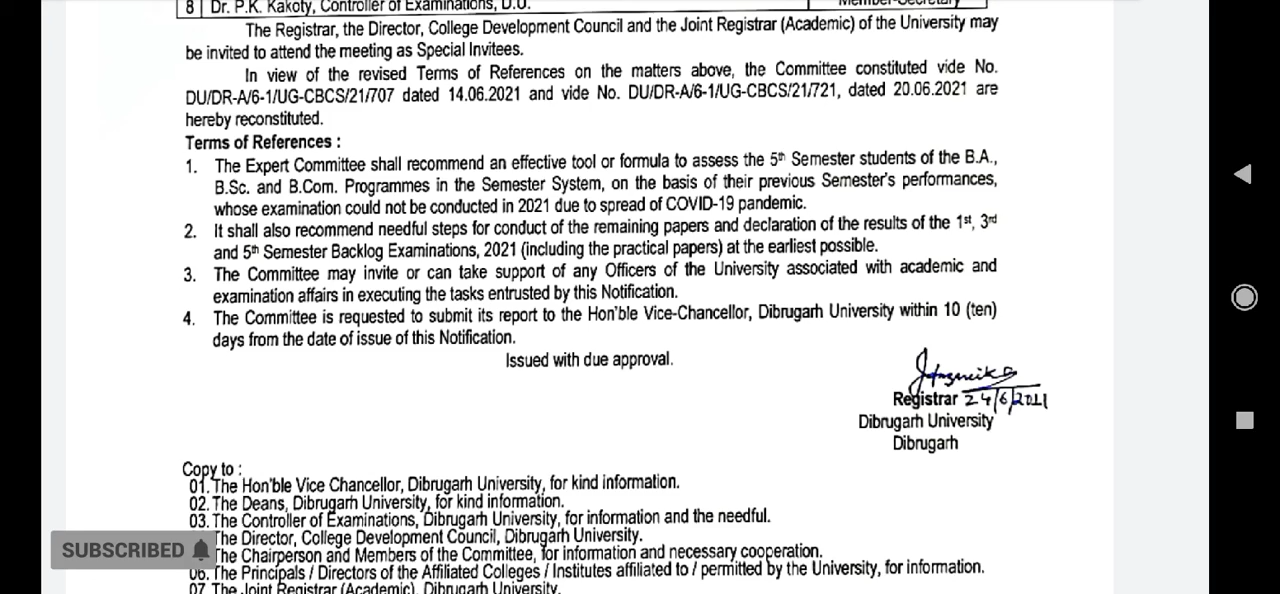 8 Dr. P.K. Kakoty, Controller of Examinations, D.U. Member-Secretary
The Registrar, the Director, College Development Council and the Joint Registrar (Academic) of the University may
be invited to attend the meeting as Special Invitees.
In view of the revised Terms of References on the matters above, the Committee constituted vide No.
DU/DR-A/6-1/UG-CBCS/21/707 dated 14.06.2021 and vide No. DU/DR-A/6-1/UG-CBCS/21/721, dated 20.06.2021 are
hereby reconstituted.
Terms of References :
1. The Expert Committee shall recommend an effective tool or formula to assess the 5th Semester students of the B.A.,
B.Sc. and B.Com. Programmes in the Semester System, on the basis of their previous Semester's performances,
whose examination could not be conducted in 2021 due to spread of COVID-19 pandemic.
2. It shall also recommend needful steps for conduct of the remaining papers and declaration of the results of the 1st, 3rd
and 5th Semester Backlog Examinations, 2021 (including the practical papers) at the earliest possible.
3. The Committee may invite or can take support of any Officers of the University associated with academic and
examination affairs in executing the tasks entrusted by this Notification.
4. The Committee is requested to submit its report to the Hon'ble Vice-Chancellor, Dibrugarh University within 10 (ten)
days from the date of issue of this Notification.
Issued with due approval.
Registrar 24/6/2021
Dibrugarh University
Dibrugarh
Copy to :
01. The Hon'ble Vice Chancellor, Dibrugarh University, for kind information.
02. The Deans, Dibrugarh University, for kind information.
03. The Controller of Examinations, Dibrugarh University, for information and the needful.
The Director, College Development Council, Dibrugarh University.
SUBSCRIBED
The Chairperson and Members of the Committee, for information and necessary cooperation.
06. The Principals / Directors of the Affiliated Colleges / Institutes affiliated to / permitted by the University, for information.
07. The Joint Registrar (Academic), Dibrugarh University.